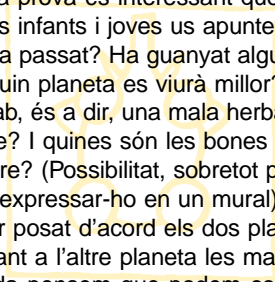 prova és interessant que
s infants i joves us apunte
a passat? Ha guanyat algu
uin planeta es viurà millor?
ab, és a dir, una mala herba
e? I quines són les bones
re? (Possibilitat, sobretot p
expressar-ho en un mural)
r posat d'acord els dos pla
ant a l'altre planeta les ma